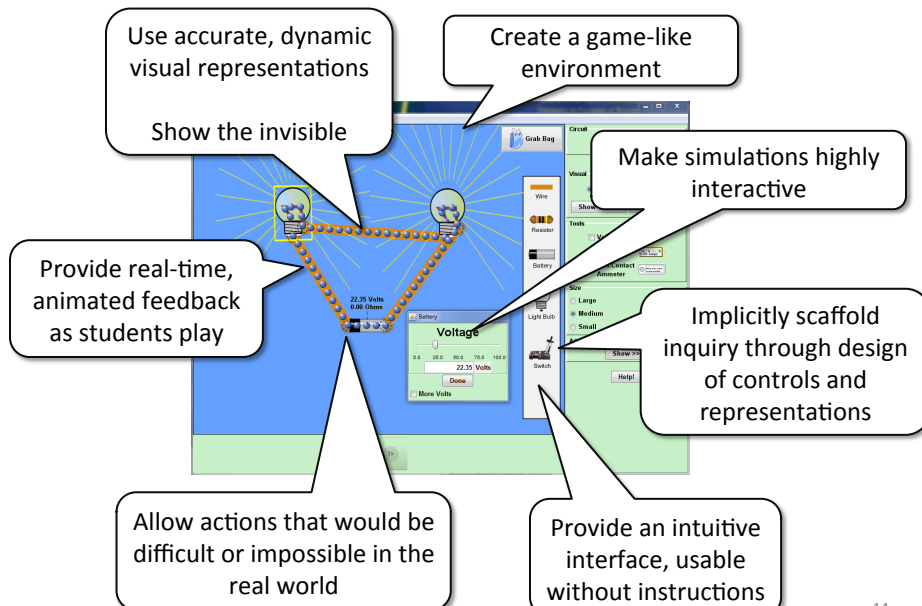 Use accurate, dynamic
visual representations
Show the invisible
Create a game-like
environment
Grab Bag
Circuit
Make simulations highly
interactive
Visual
Wire
Resistor
Tools
Battery
Ammeter
Provide real-time,
animated feedback
as students play
22.35 Volts
0.00 Ohms
Size
Large
Medium
Small
Light Bulb
Battery
Voltage
0.0 25.0 50.0 75.0 100.0
22.35 Volts
Done
More Volts
Switch
Implicitly scaffold
inquiry through design
of controls and
representations
Show >>
Help!
Allow actions that would be
difficult or impossible in the
real world
Provide an intuitive
interface, usable
without instructions